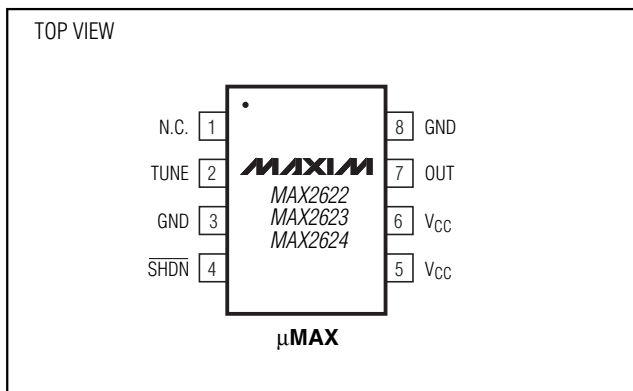 TOP VIEW
N.C. 1
8 GND
TUNE 2
MAXIM
7 OUT
MAX2622
MAX2623
MAX2624
GND 3
6 VCC
SHDN 4
5 VCC
µMAX